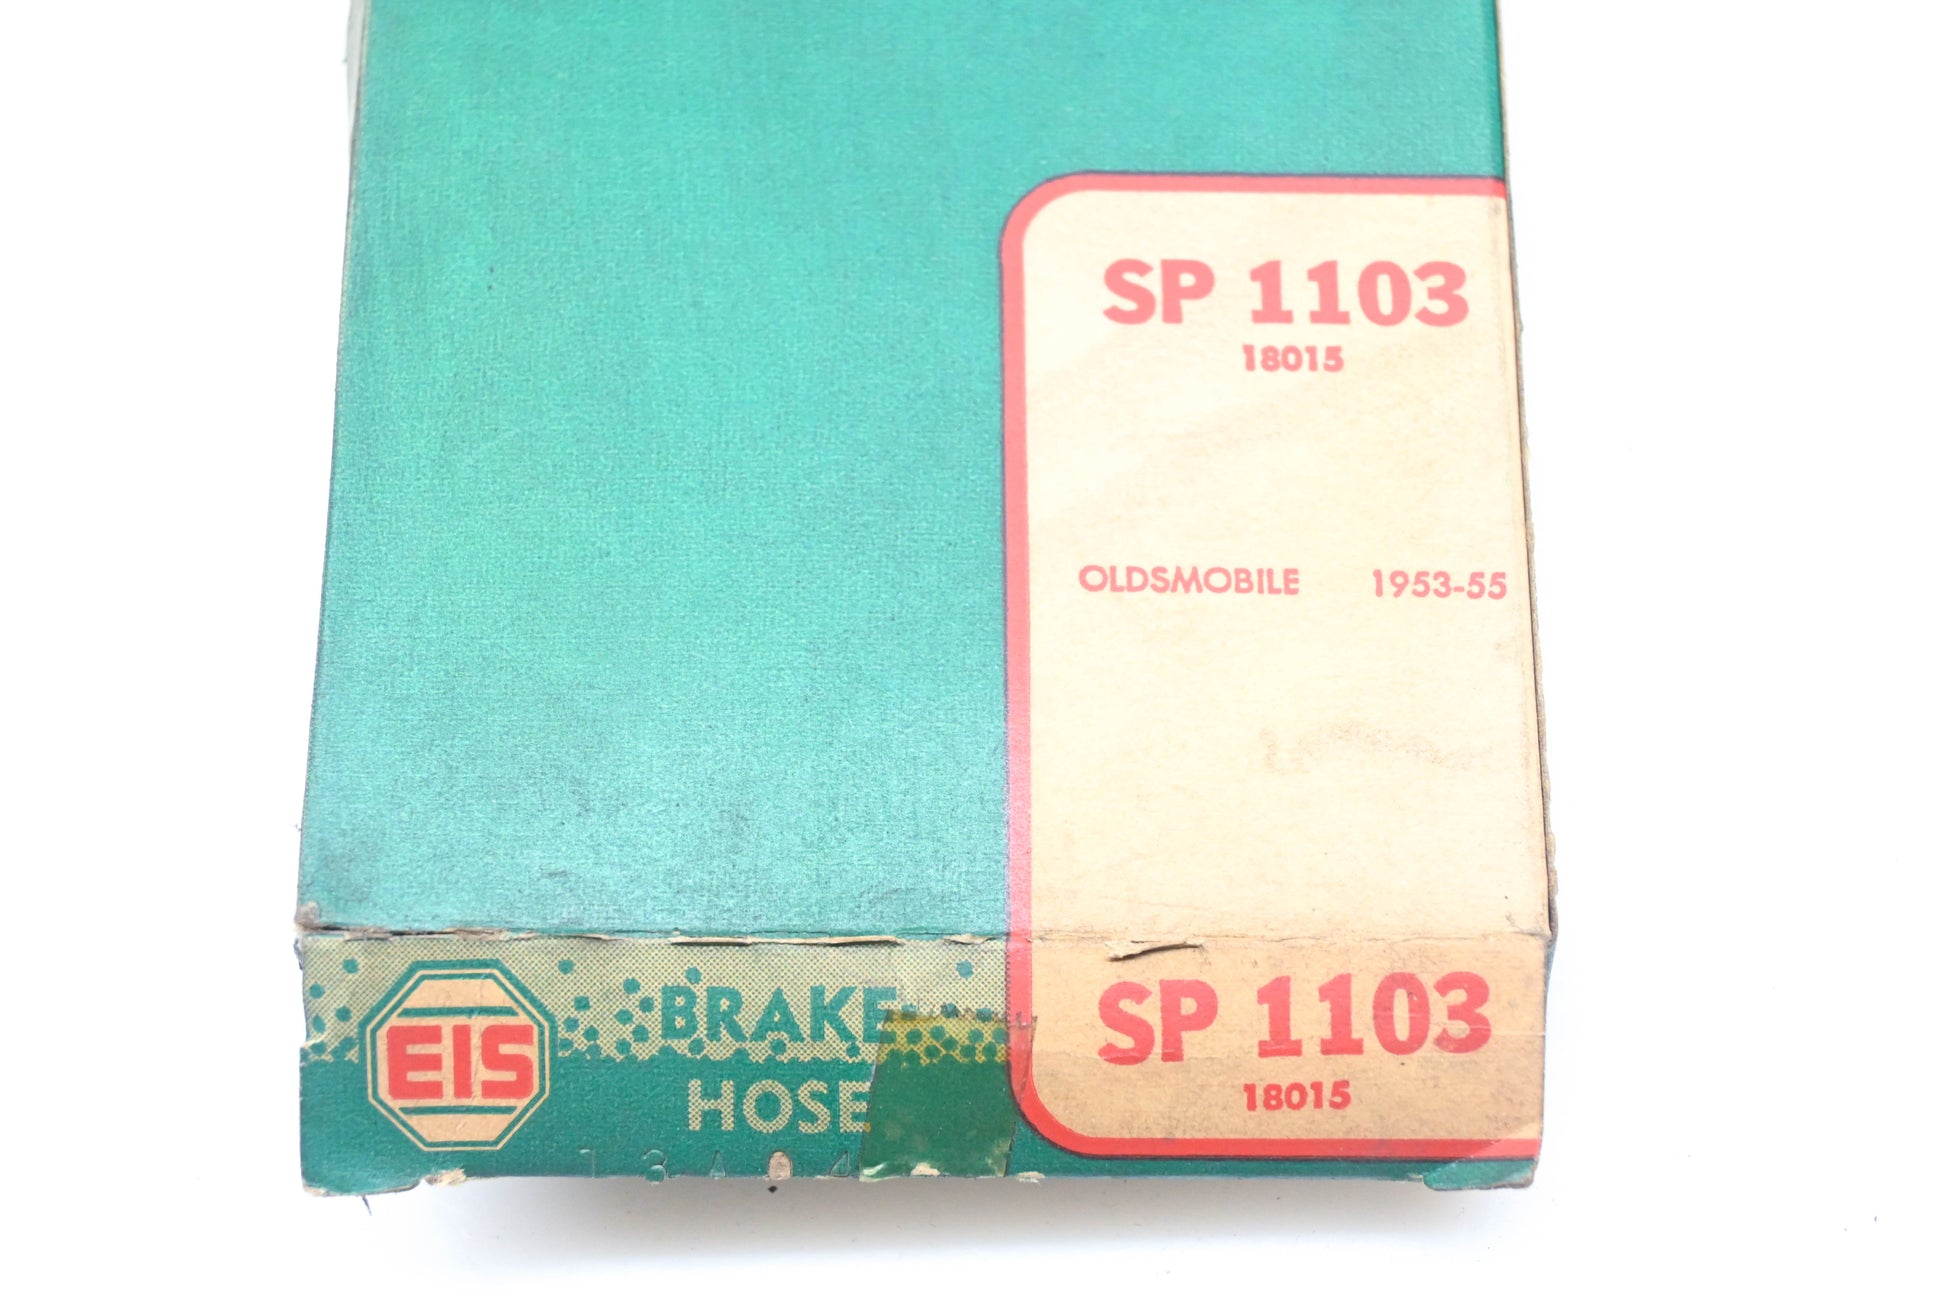 SP 1103
18015
OLDSMOBILE 1953-55
EIS
BRAKE
HOSE
SP 1103
18015